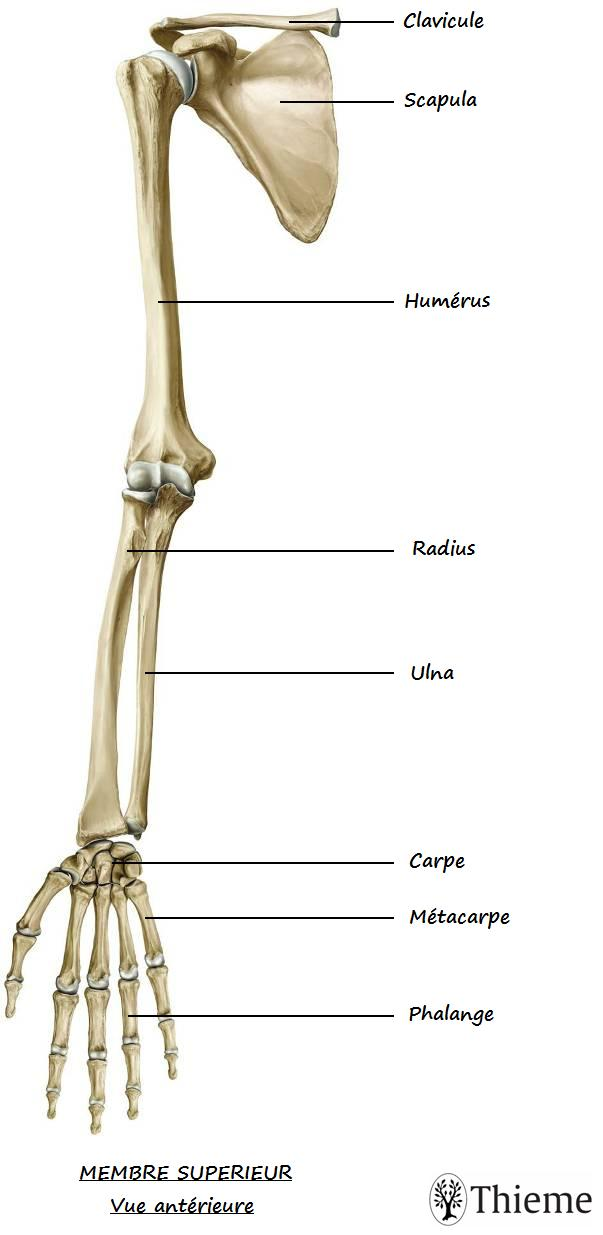 Clavicule
Scapula
Humérus
Radius
Ulna
Carpe
Métacarpe
Phalange
MEMBRE SUPERIEUR
Vue antérieure
Thieme